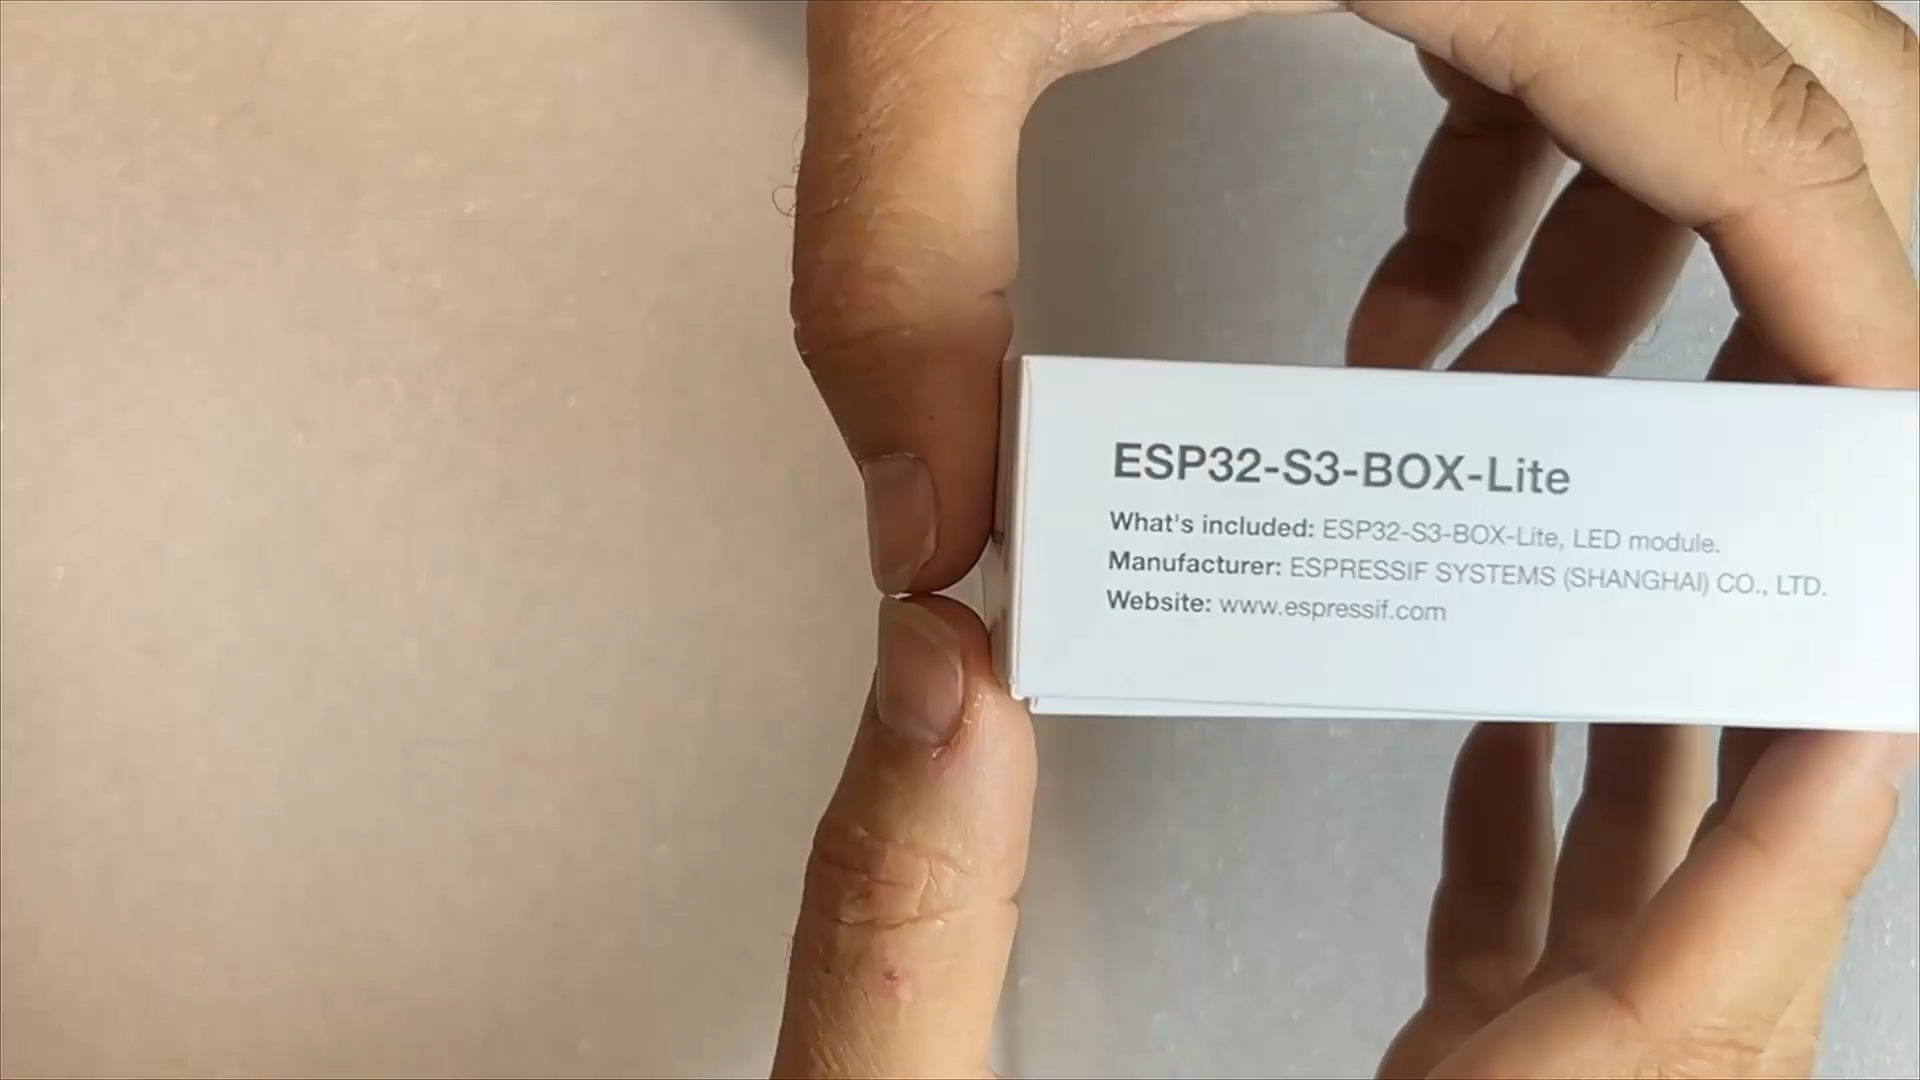 ESP32-S3-BOX-Lite
What's included: ESP32-S3-BOX-Lite, LED module.
Manufacturer: ESPRESSIF SYSTEMS (SHANGHAI) CO., LTD.
Website: www.espressif.com